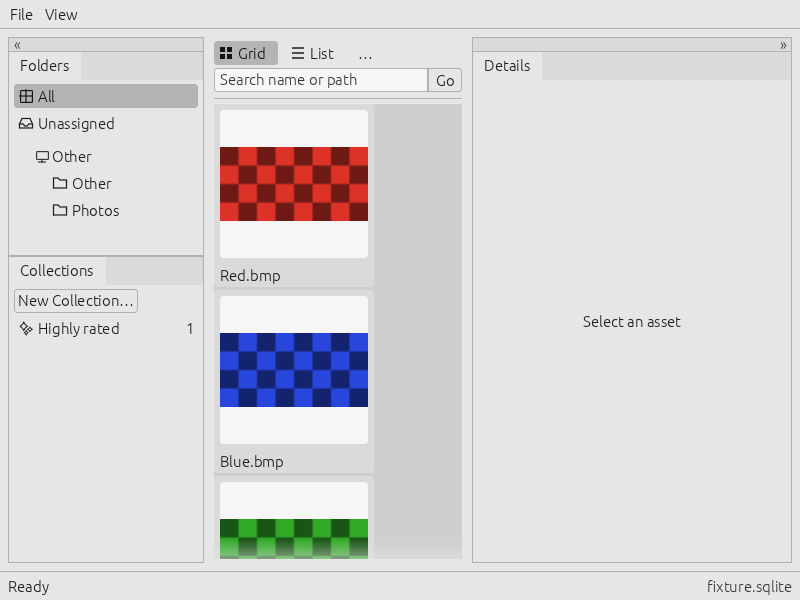 File View
«
Folders
All
Unassigned
Other
Other
Photos
Collections
New Collection...
Highly rated 1
Grid List ...
Search name or path Go
Red.bmp
Blue.bmp
»
Details
Select an asset
Ready fixture.sqlite